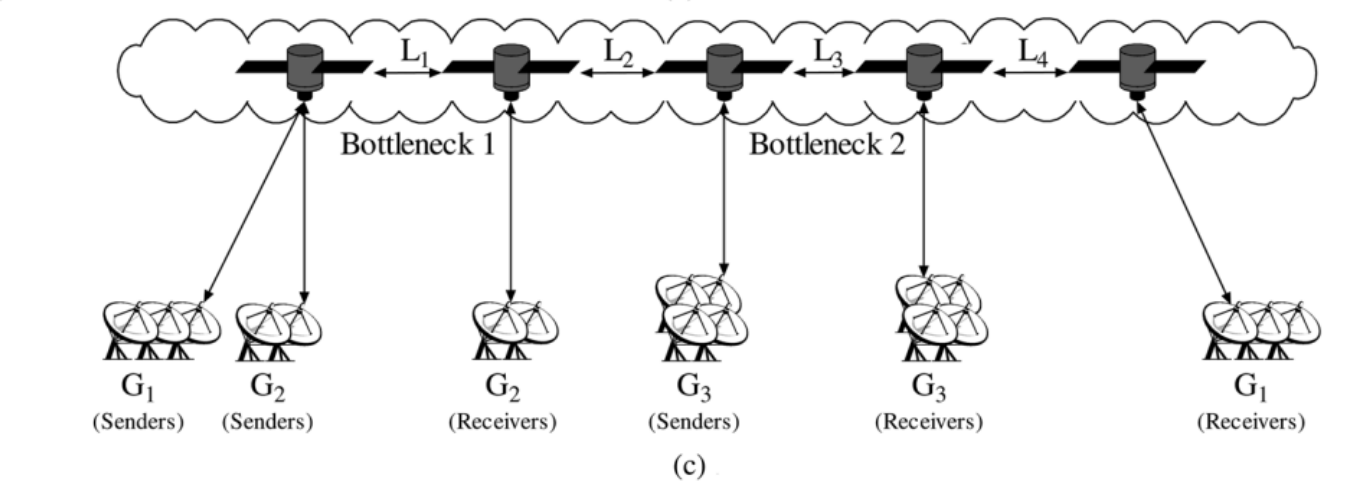 L1 L2 L3 L4
Bottleneck 1 Bottleneck 2
G1 G2 G2 G3 G3 G1
(Senders) (Senders) (Receivers) (Senders) (Receivers) (Receivers)
(c)